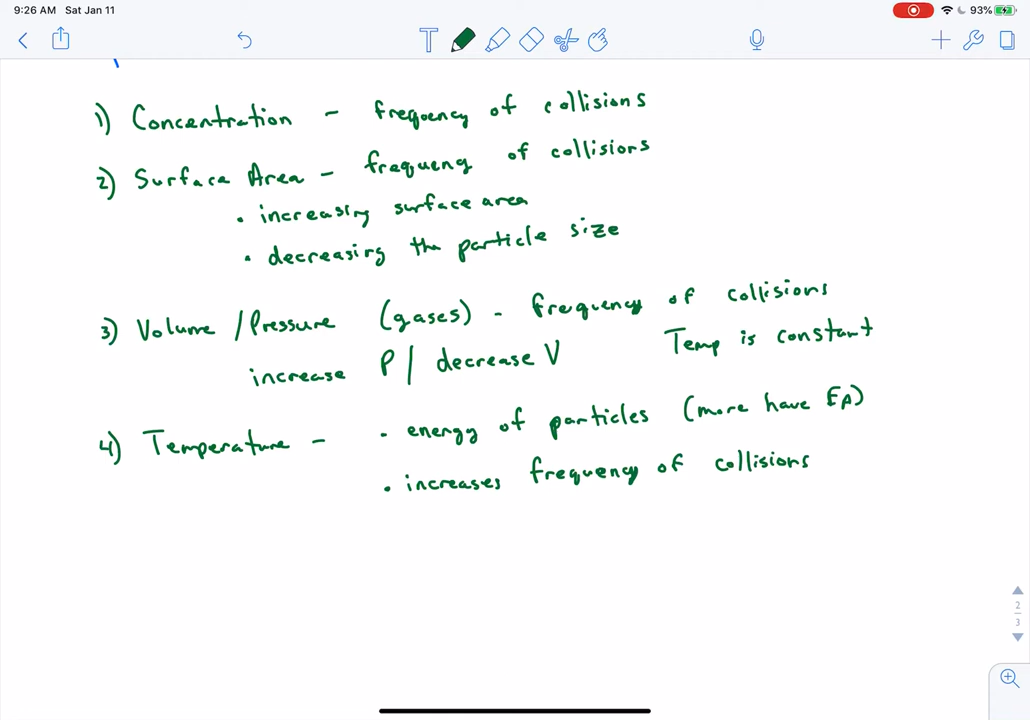 9:26 AM Sat Jan 11 93%
1) Concentration - frequency of collisions
2) Surface Area - frequency of collisions
• increasing surface area
• decreasing the particle size
3) Volume / Pressure (gases) - frequency of collisions
increase P / decrease V Temp is constant
4) Temperature - • energy of particles (more have EA)
• increases frequency of collisions
2
3